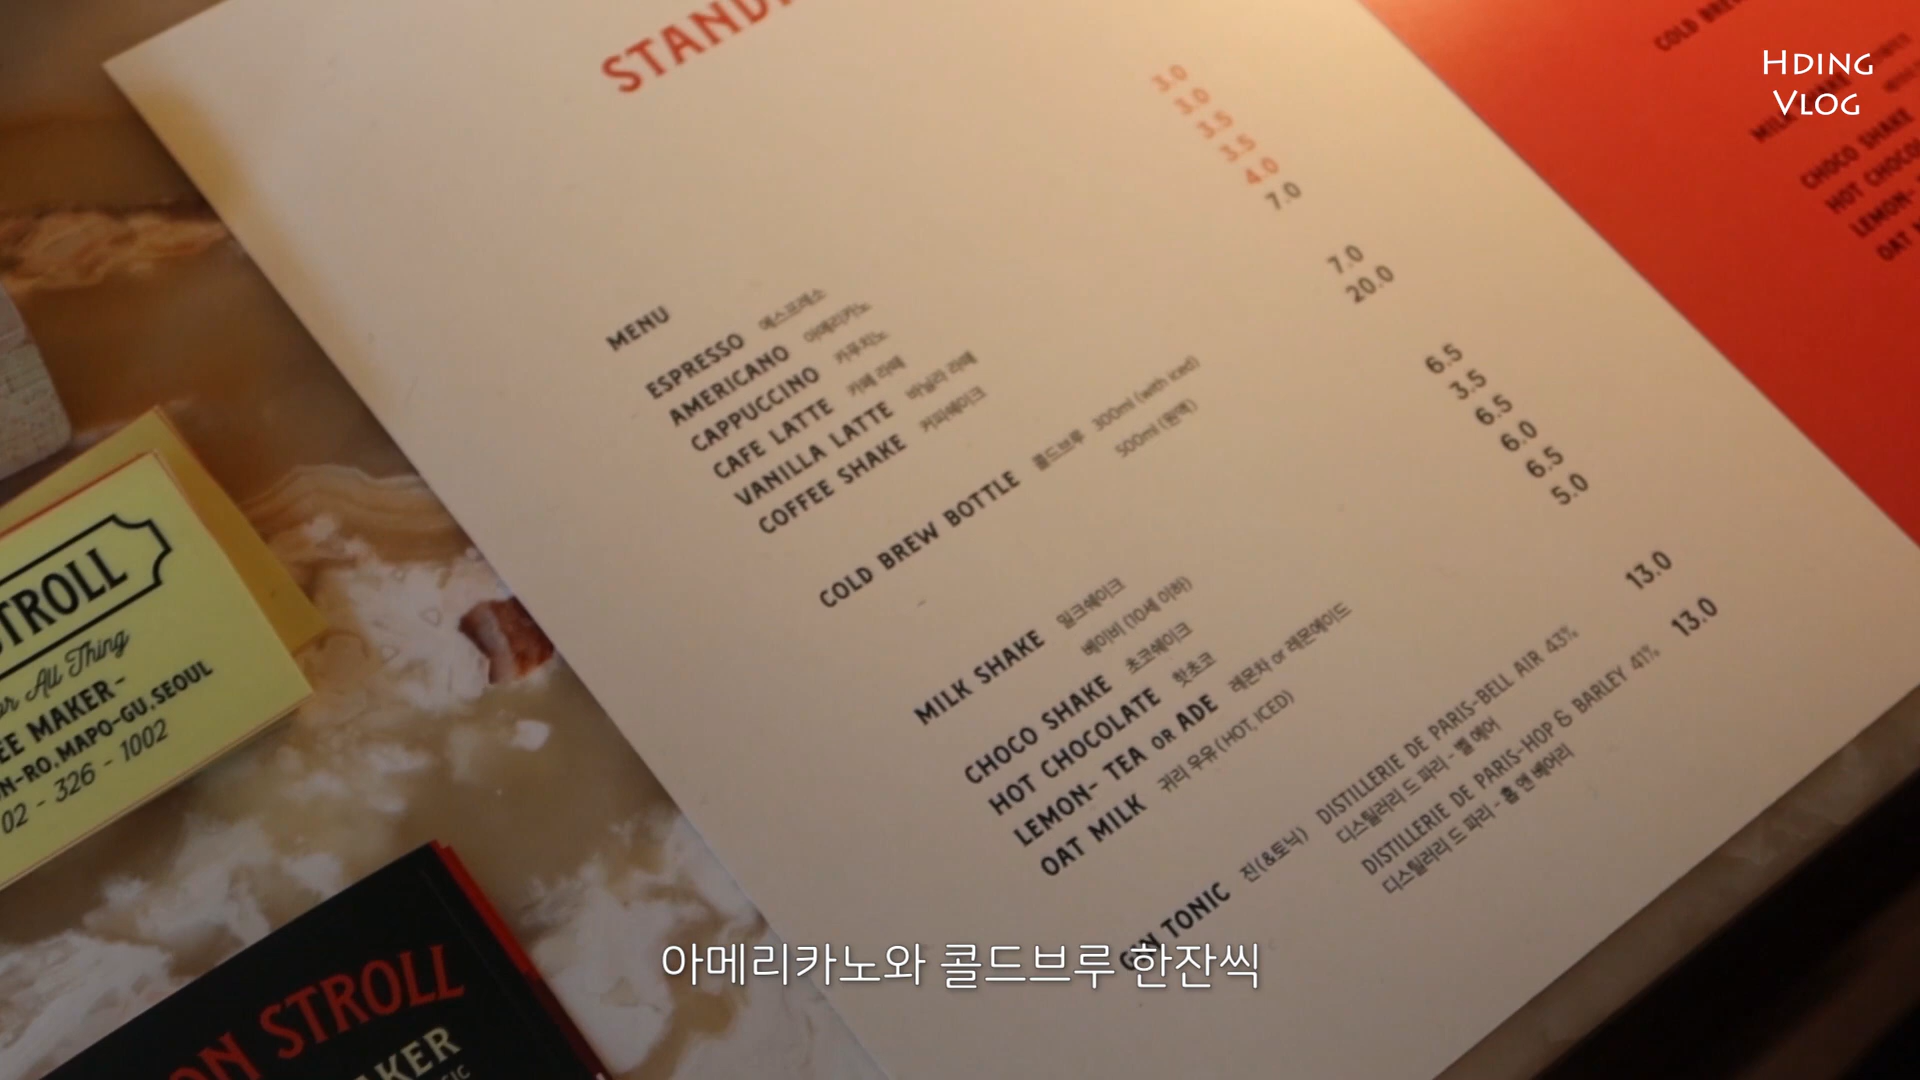 HDING
VLOG
MENU
ESPRESSO 에스프레소 3.0
AMERICANO 아메리카노 3.0
CAPPUCCINO 카푸치노 3.5
CAFE LATTE 카페 라떼 3.5
VANILLA LATTE 바닐라 라떼 4.0
COFFEE SHAKE 커피쉐이크 7.0
COLD BREW BOTTLE 콜드브루 300ml (with iced) 7.0
500ml (원액) 20.0
MILK SHAKE 밀크쉐이크 6.5
베이비 (10세 이하) 3.5
CHOCO SHAKE 초코쉐이크 6.5
HOT CHOCOLATE 핫초코 6.0
LEMON- TEA OR ADE 레몬차 or 레몬에이드 6.5
OAT MILK 귀리 우유 (HOT, ICED) 5.0
GIN TONIC 진(&토닉) DISTILLERIE DE PARIS-BELL AIR 43% 13.0
디스틸러리 드 파리 - 벨 에어
DISTILLERIE DE PARIS-HOP & BARLEY 41% 13.0
디스틸러리 드 파리 - 홉 앤 베어리
CHOCO SHAKE
LEMON-
STROLL
or All Thing
MAPO-GU, SEOUL
02 - 326 - 1002
ON STROLL
아메리카노와 콜드브루 한잔씩